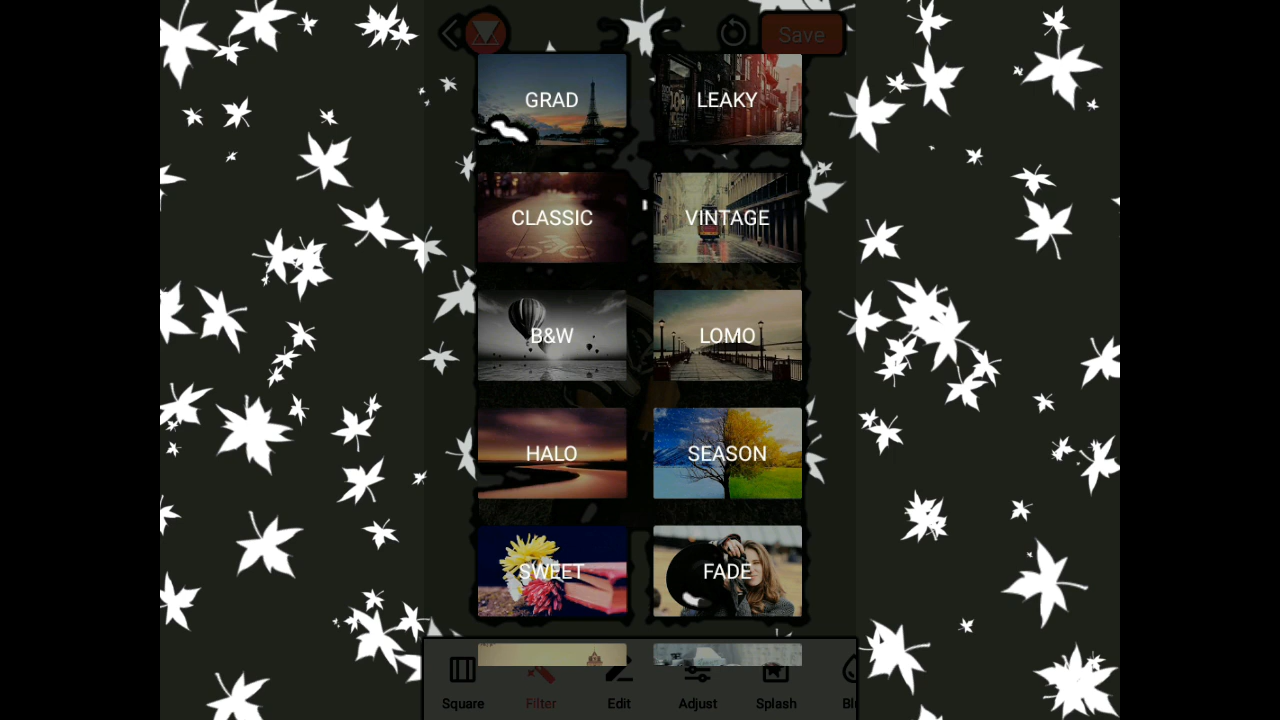 Save
GRAD
LEAKY
CLASSIC
VINTAGE
B&W
LOMO
HALO
SEASON
SWEET
FADE
Square
Filter
Edit
Adjust
Splash